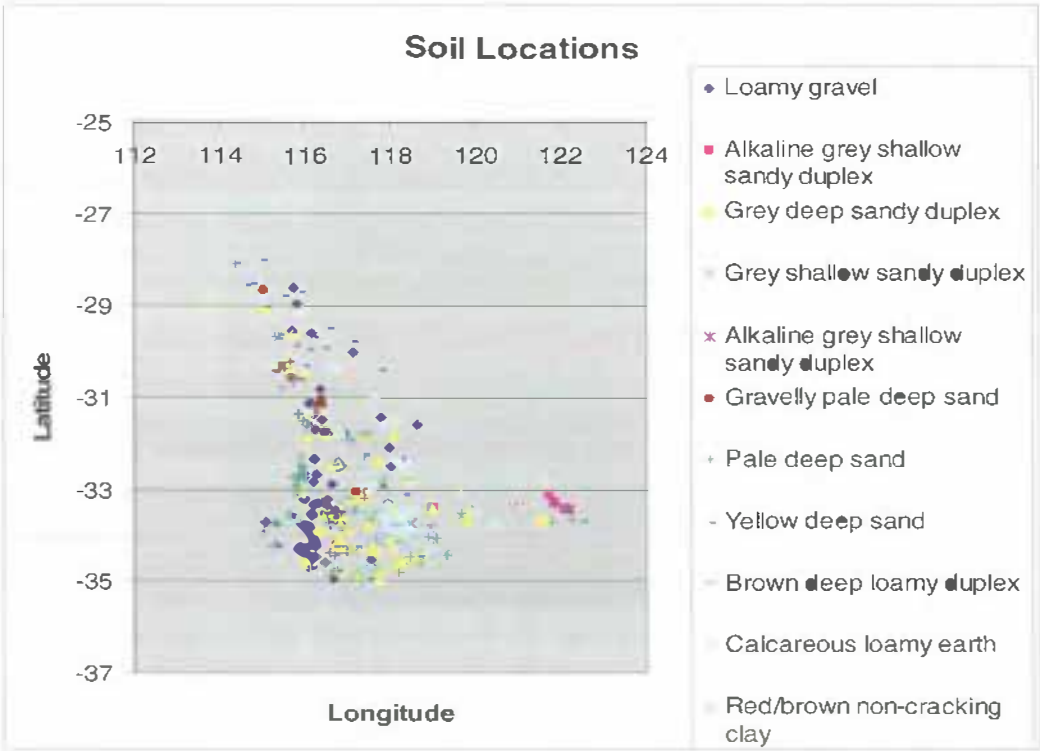 Soil Locations
-25
112 114 116 118 120 122 124
-27
-29
-31
-33
-35
-37
Latitude
Longitude
Loamy gravel
Alkaline grey shallow
sandy duplex
Grey deep sandy duplex
Grey shallow sandy duplex
Alkaline grey shallow
sandy duplex
Gravelly pale deep sand
Pale deep sand
Yellow deep sand
Brown deep loamy duplex
Calcareous loamy earth
Red/brown non-cracking
clay